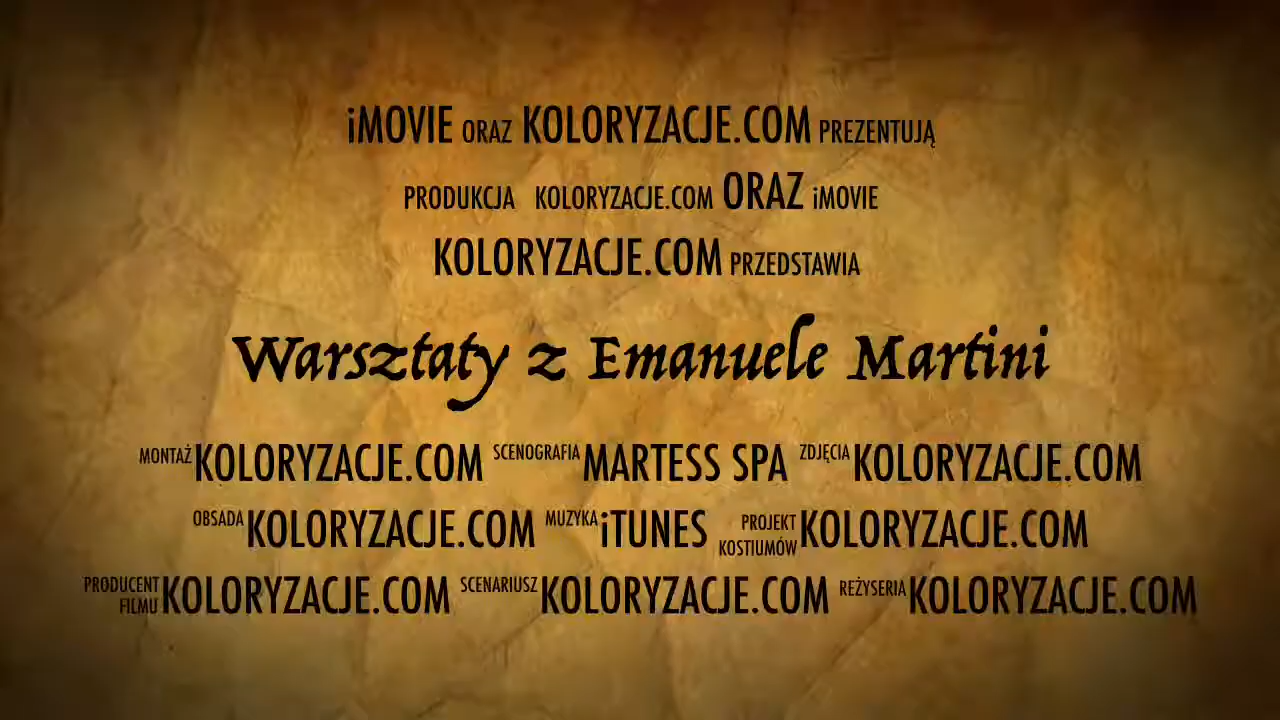 iMOVIE ORAZ KOLORYZACJE.COM PREZENTUJĄ
PRODUKCJA KOLORYZACJE.COM ORAZ iMOVIE
KOLORYZACJE.COM PRZEDSTAWIA
Warsztaty z Emanuele Martini
MONTAŻ KOLORYZACJE.COM SCENOGRAFIA MARTESS SPA ZDJĘCIA KOLORYZACJE.COM
OBSADA KOLORYZACJE.COM MUZYKA iTUNES PROJEKT KOSTIUMÓW KOLORYZACJE.COM
PRODUCENT FILMU KOLORYZACJE.COM SCENARIUSZ KOLORYZACJE.COM REŻYSERIA KOLORYZACJE.COM